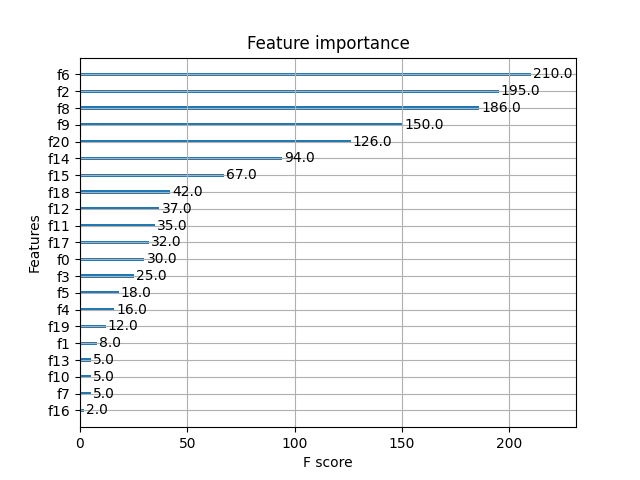 Feature importance
f6 210.0
f2 195.0
f8 186.0
f9 150.0
f20 126.0
f14 94.0
f15 67.0
f18 42.0
f12 37.0
f11 35.0
f17 32.0
f0 30.0
f3 25.0
f5 18.0
f4 16.0
f19 12.0
f1 8.0
f13 5.0
f10 5.0
f7 5.0
f16 2.0
Features
0 50 100 150 200
F score